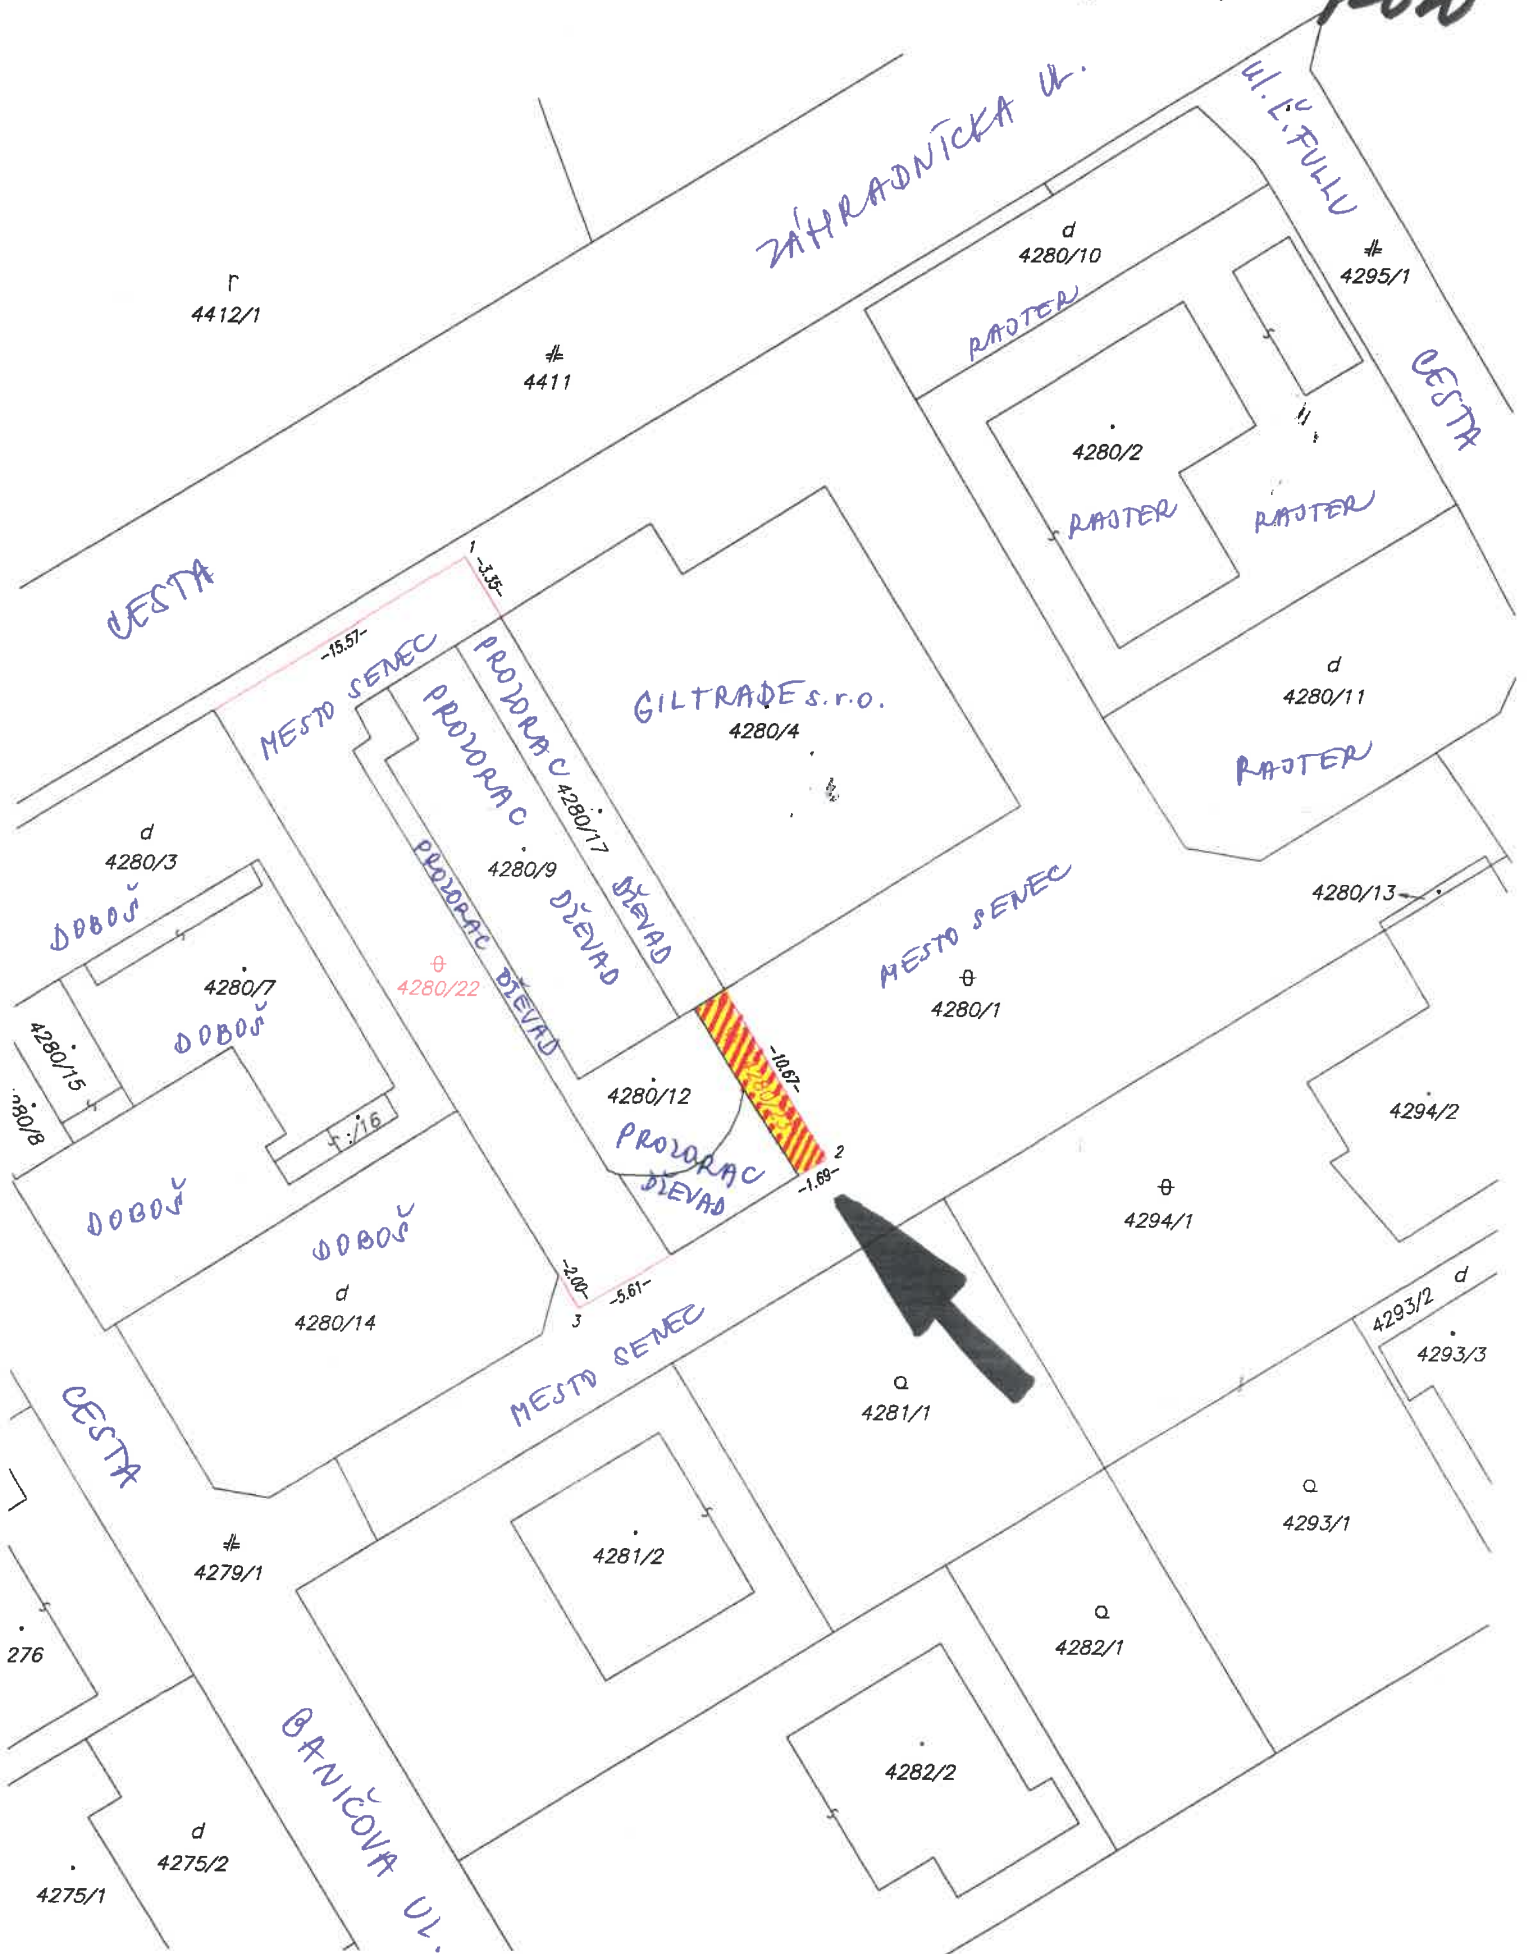 ZÁHRADNÍCKA UL.
ul. Ľ. FULLU
d
4280/10
4295/1
r
4412/1
4411
RAJTER
CESTA
4280/2
RAJTER
RAJTER
1
-3.35-
CESTA
-15.57-
MESTO SENEC
PROZORAC
DŽEVAD
PROZORAC
DŽEVAD
GILTRADE s.r.o.
4280/4
d
4280/11
RAJTER
4280/17
d
4280/3
DOBOŠ
4280/9
PROZORAC DŽEVAD
MESTO SENEC
4280/13
4280/7
DOBOŠ
4280/22
4280/1
4280/15
280/8
-10.67-
4280/12
4294/2
:/16
PROZORAC
DŽEVAD
2
-1.69-
DOBOŠ
DOBOŠ
4294/1
d
4280/14
-2.00-
3
-5.61-
MESTO SENEC
4293/2
d
4293/3
CESTA
4281/1
4279/1
4281/2
4293/1
276
4282/1
BANIČOVA UL.
4282/2
d
4275/2
4275/1